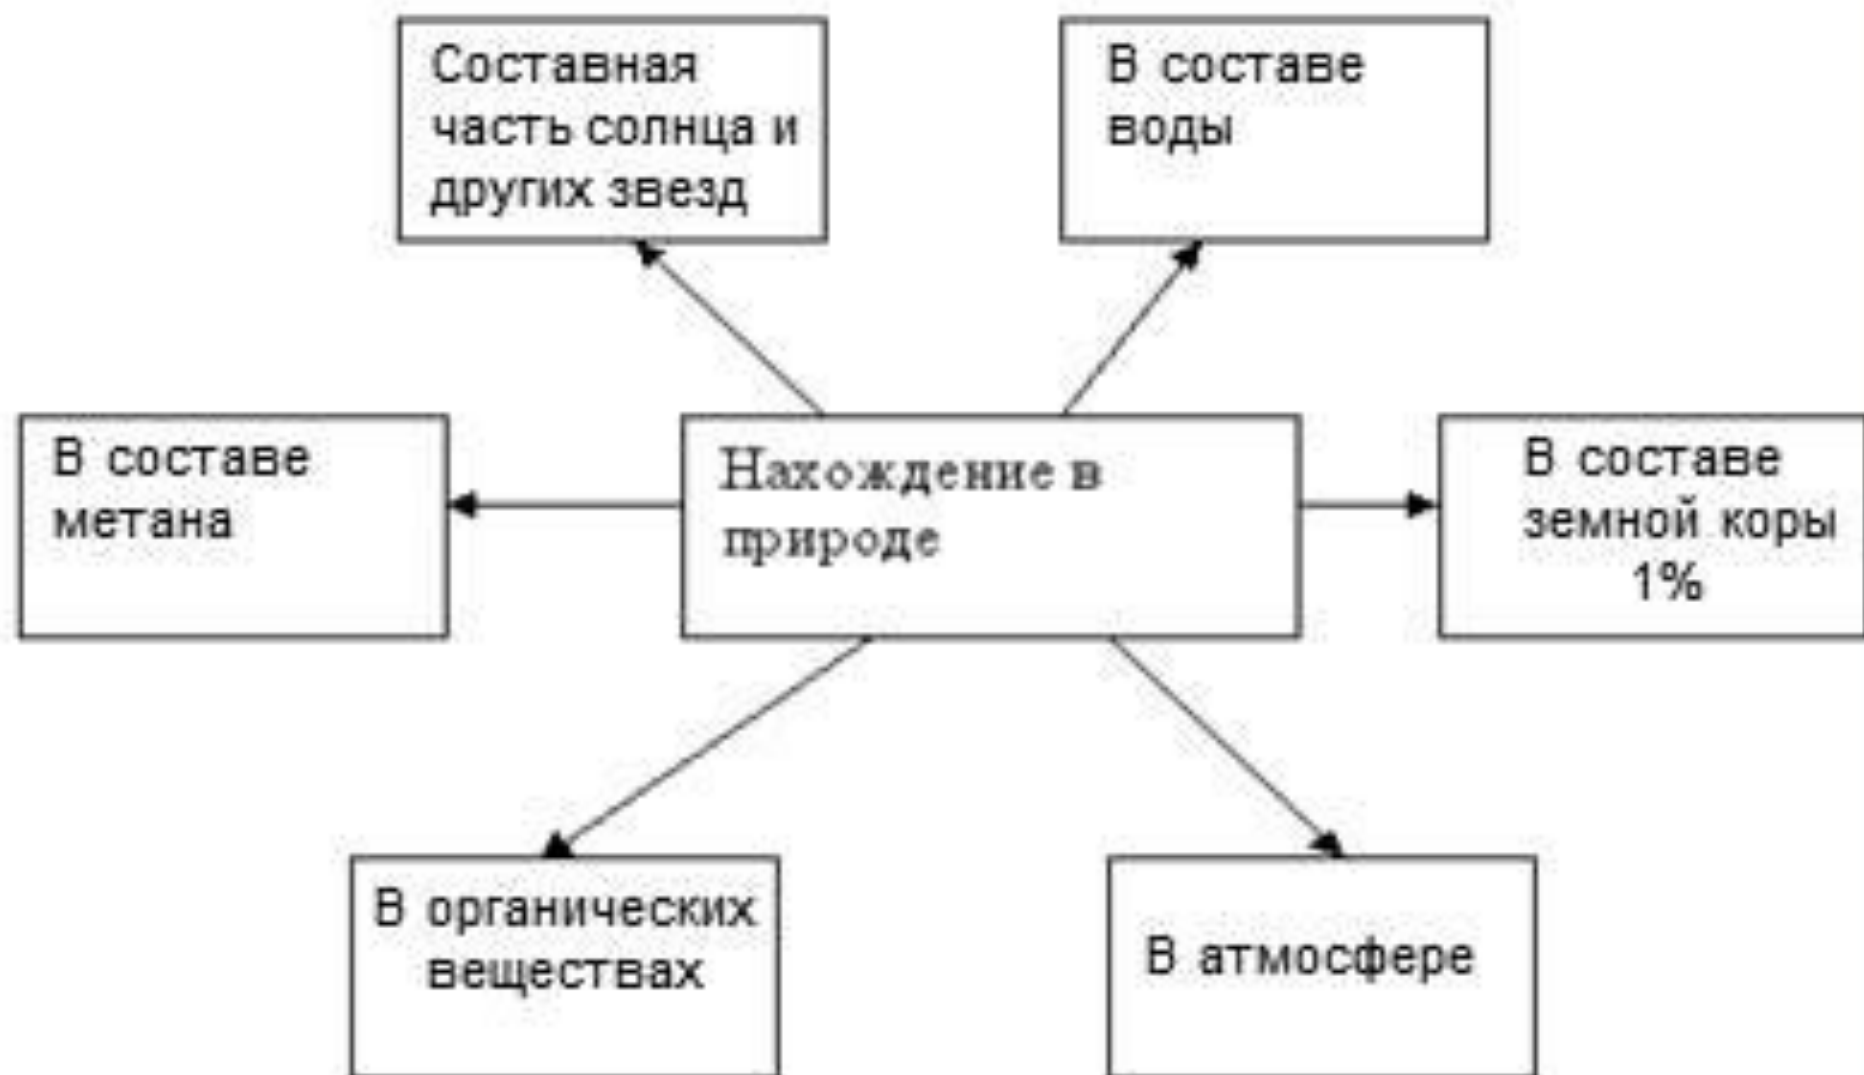 Составная
часть солнца и
других звезд
В составе
воды
В составе
метана
Нахождение в
природе
В составе
земной коры
1%
В органических
веществах
В атмосфере